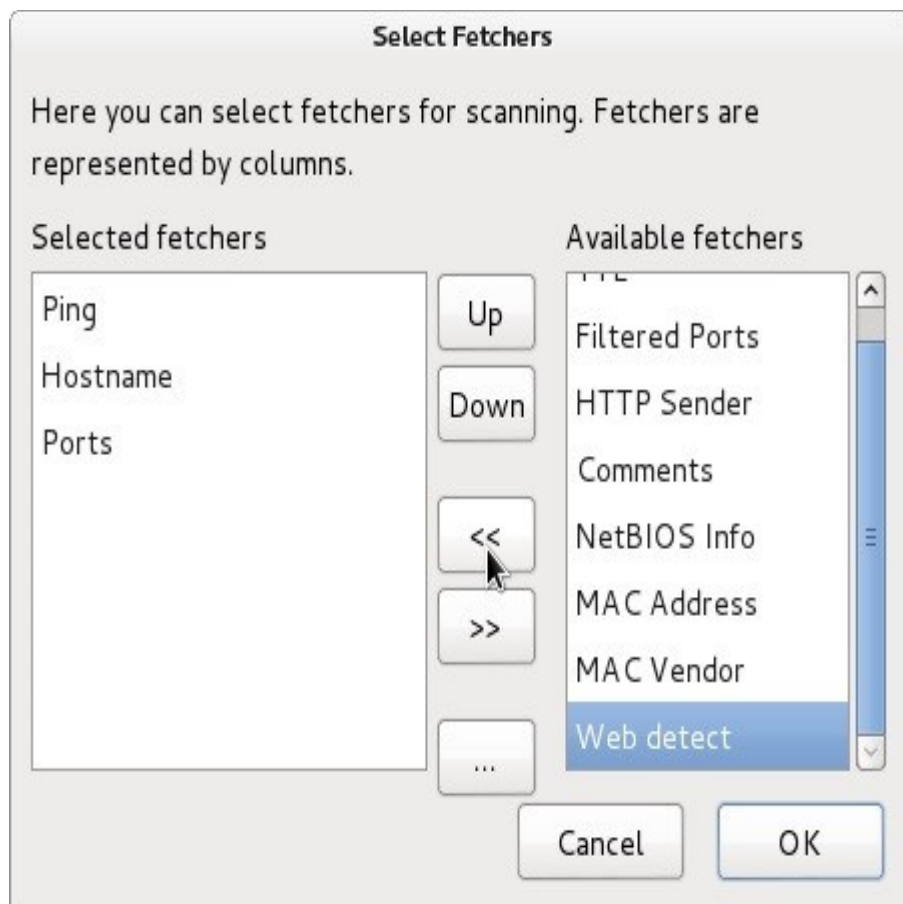 Select Fetchers
Here you can select fetchers for scanning. Fetchers are
represented by columns.
Selected fetchers
Available fetchers
Ping
Hostname
Ports
Up
Down
<<
>>
...
Filtered Ports
HTTP Sender
Comments
NetBIOS Info
MAC Address
MAC Vendor
Web detect
Cancel
OK